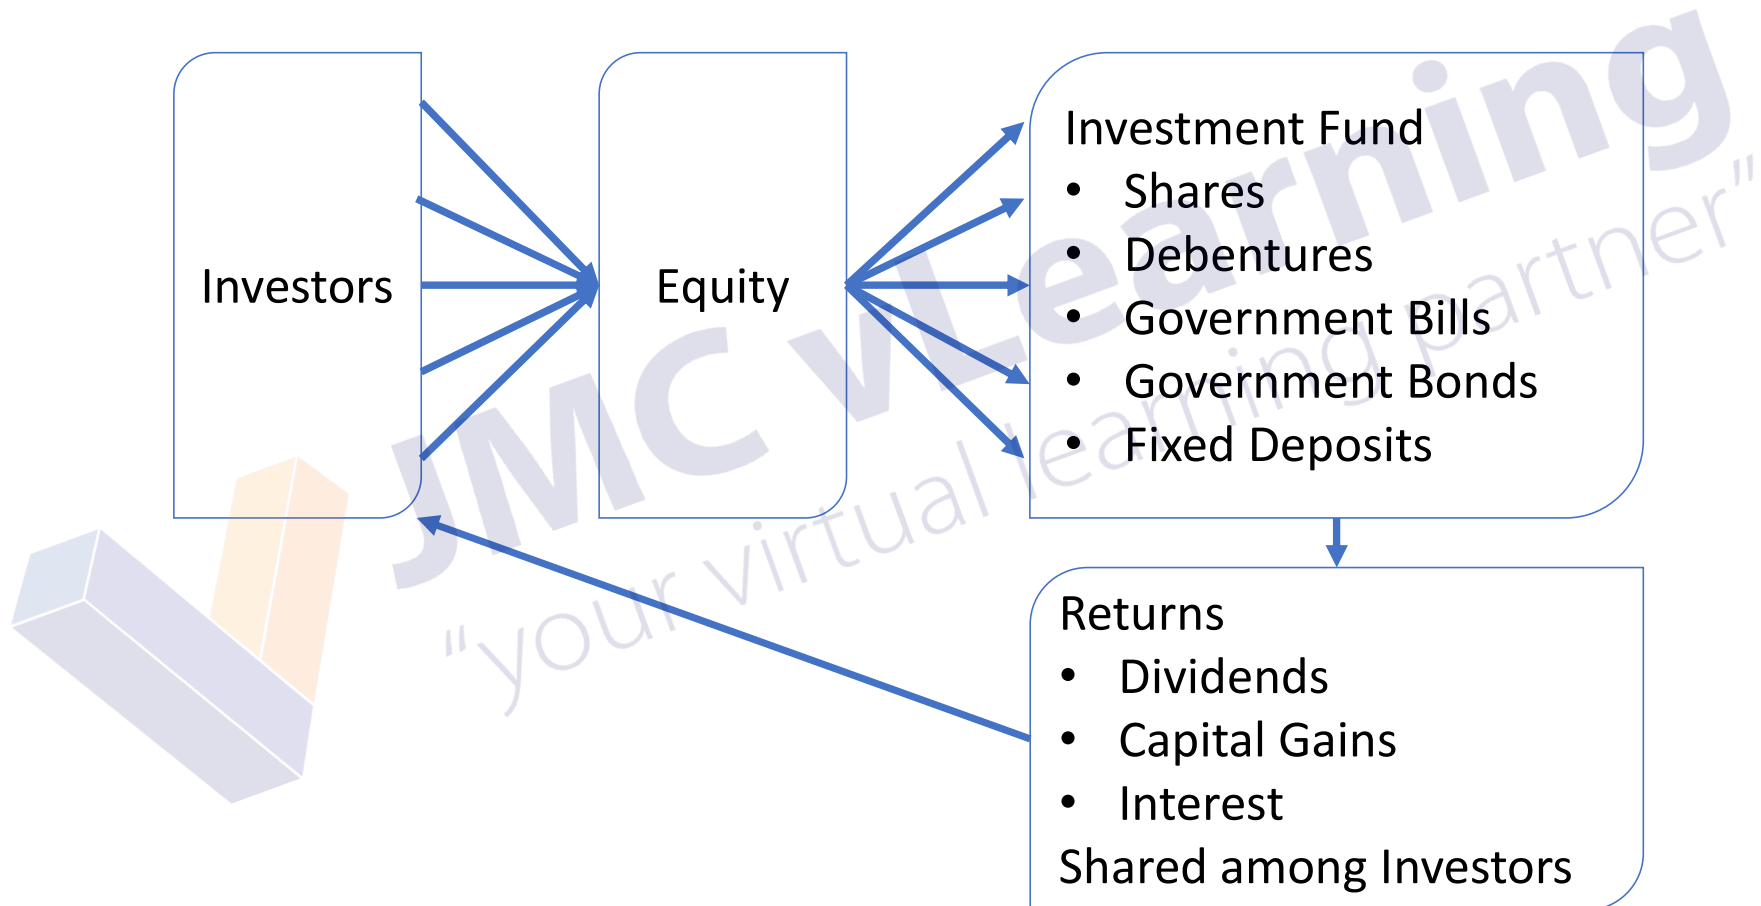 Investors
Equity
Investment Fund
• Shares
• Debentures
• Government Bills
• Government Bonds
• Fixed Deposits
Returns
• Dividends
• Capital Gains
• Interest
Shared among Investors
JMC vLearning
“your virtual learning partner”